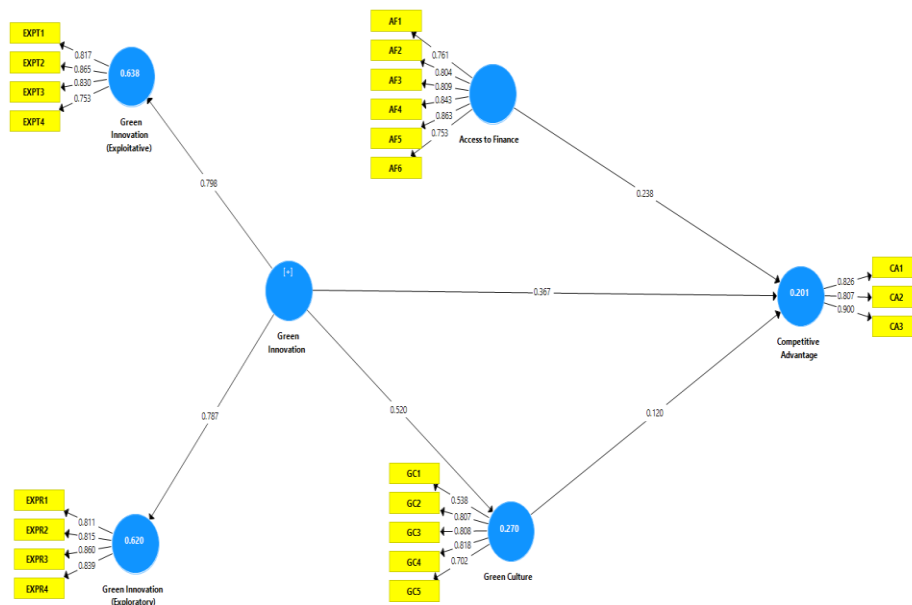 EXPT1
EXPT2
EXPT3
EXPT4
0.817
0.865
0.830
0.753
0.638
Green
Innovation
(Exploitative)
AF1
AF2
AF3
AF4
AF5
AF6
0.761
0.804
0.809
0.843
0.863
0.753
Access to Finance
0.798
0.238
[+]
Green
Innovation
0.367
0.201
Competitive
Advantage
0.826
0.807
0.900
CA1
CA2
CA3
0.787
0.520
0.120
EXPR1
EXPR2
EXPR3
EXPR4
0.811
0.815
0.860
0.839
0.620
Green Innovation
(Exploratory)
GC1
GC2
GC3
GC4
GC5
0.538
0.807
0.808
0.818
0.702
0.270
Green Culture